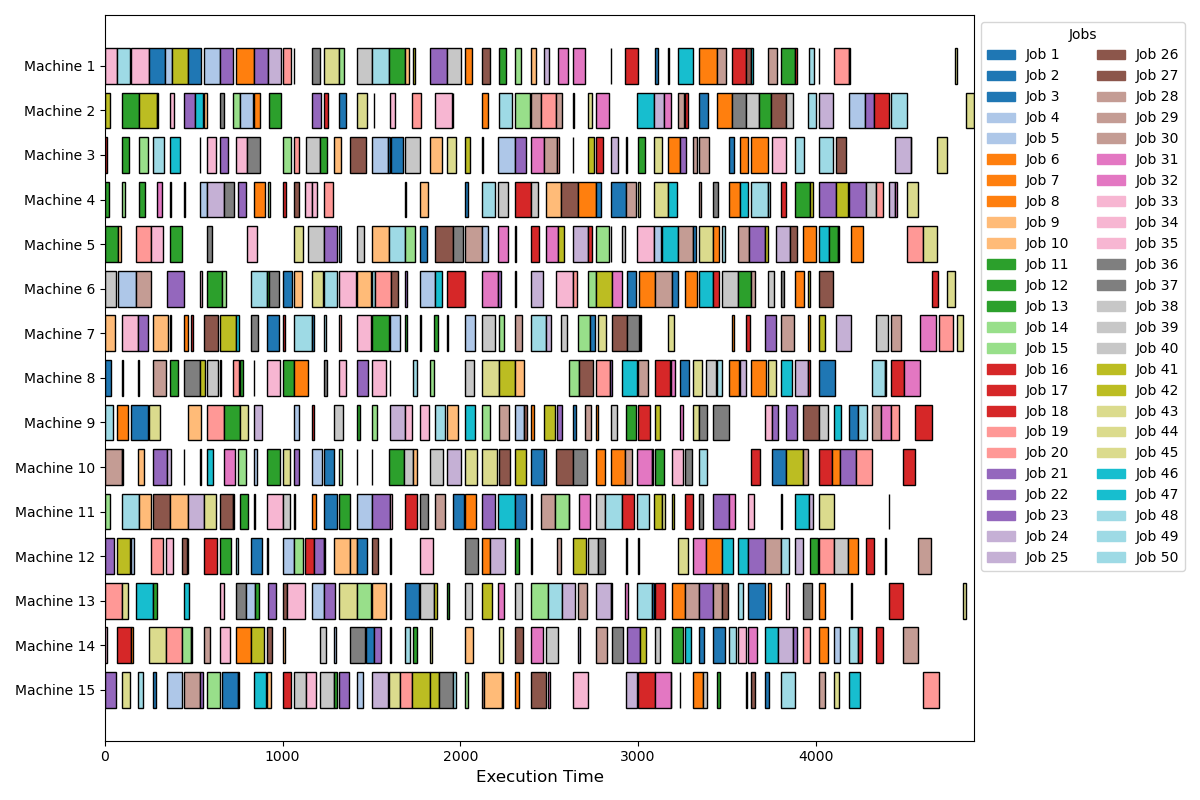 Machine 1
Machine 2
Machine 3
Machine 4
Machine 5
Machine 6
Machine 7
Machine 8
Machine 9
Machine 10
Machine 11
Machine 12
Machine 13
Machine 14
Machine 15
0 1000 2000 3000 4000
Execution Time
Jobs
Job 1
Job 2
Job 3
Job 4
Job 5
Job 6
Job 7
Job 8
Job 9
Job 10
Job 11
Job 12
Job 13
Job 14
Job 15
Job 16
Job 17
Job 18
Job 19
Job 20
Job 21
Job 22
Job 23
Job 24
Job 25
Job 26
Job 27
Job 28
Job 29
Job 30
Job 31
Job 32
Job 33
Job 34
Job 35
Job 36
Job 37
Job 38
Job 39
Job 40
Job 41
Job 42
Job 43
Job 44
Job 45
Job 46
Job 47
Job 48
Job 49
Job 50